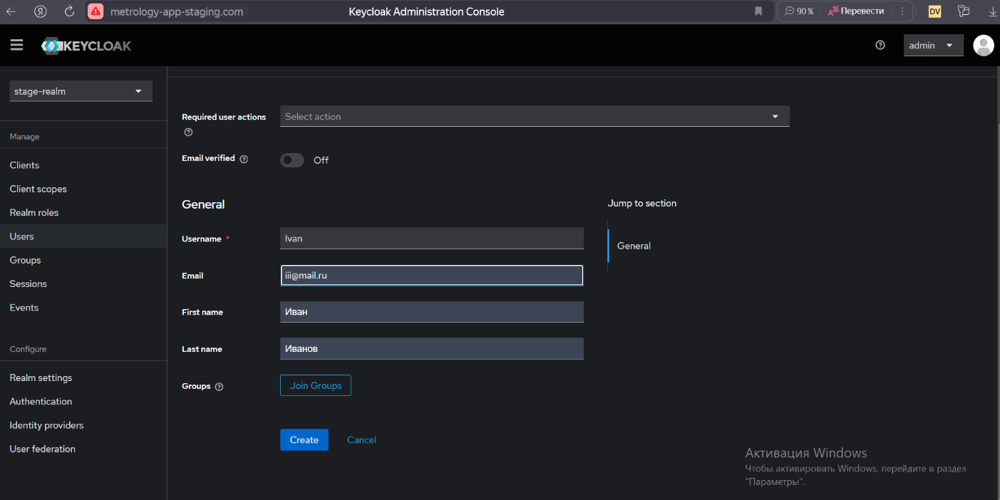 metrology-app-staging.com
Keycloak Administration Console
90 %
Перевести
DV
KEYCLOAK
admin
stage-realm
Manage
Clients
Client scopes
Realm roles
Users
Groups
Sessions
Events
Configure
Realm settings
Authentication
Identity providers
User federation
Required user actions
Select action
Email verified
Off
General
Username *
Ivan
Email
iii@mail.ru
First name
Иван
Last name
Иванов
Groups
Join Groups
Create
Cancel
Jump to section
General
Активация Windows
Чтобы активировать Windows, перейдите в раздел
"Параметры".